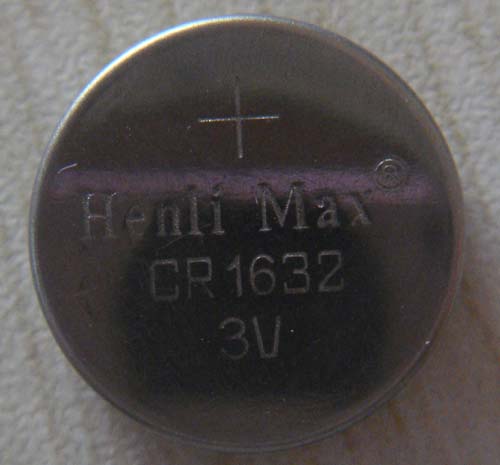 +
Henli Max®
CR1632
3V